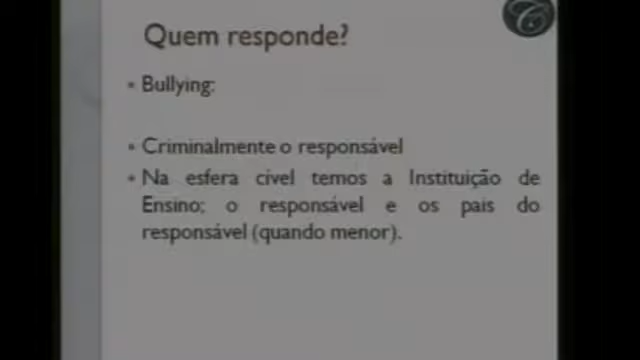 Quem responde?
• Bullying:
• Criminalmente o responsável
• Na esfera cível temos a Instituição de
Ensino; o responsável e os pais do
responsável (quando menor).